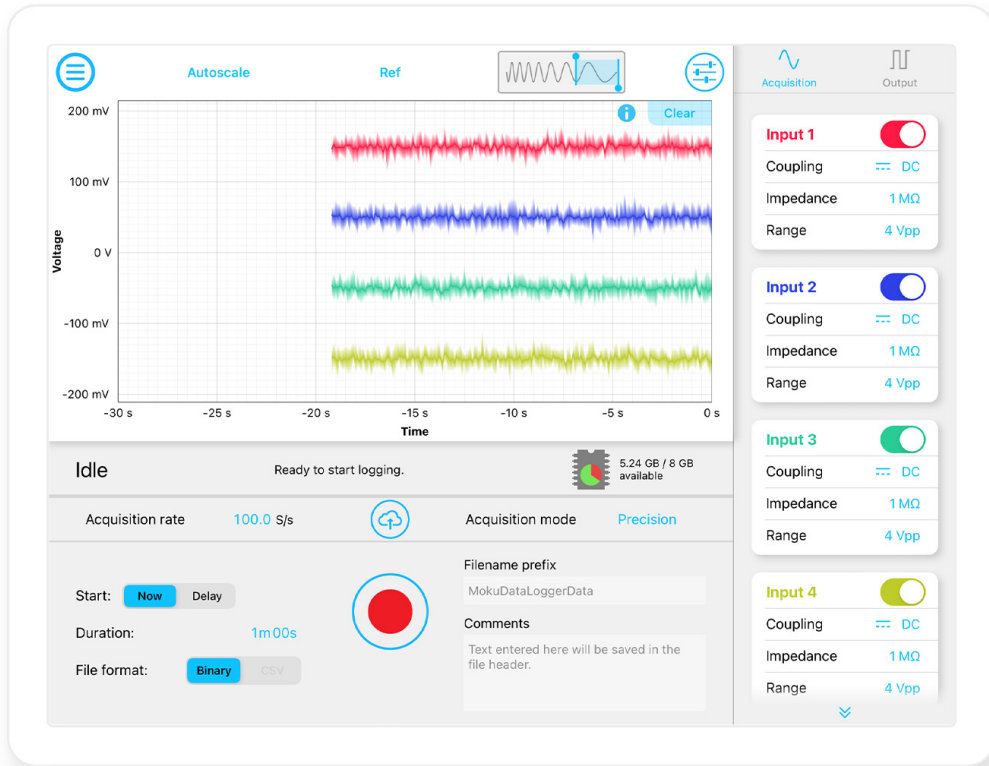 Autoscale
Ref
Acquisition
Output
i
Clear
200 mV
100 mV
0 V
-100 mV
-200 mV
Voltage
-30 s
-25 s
-20 s
-15 s
-10 s
-5 s
0 s
Time
Input 1
Coupling DC
Impedance 1 MΩ
Range 4 Vpp
Input 2
Coupling DC
Impedance 1 MΩ
Range 4 Vpp
Input 3
Coupling DC
Impedance 1 MΩ
Range 4 Vpp
Input 4
Coupling DC
Impedance 1 MΩ
Range 4 Vpp
Idle
Ready to start logging.
5.24 GB / 8 GB
available
Acquisition rate 100.0 S/s
Acquisition mode Precision
Start: Now Delay
Duration: 1m00s
File format: Binary CSV
Filename prefix
MokuDataLoggerData
Comments
Text entered here will be saved in the
file header.